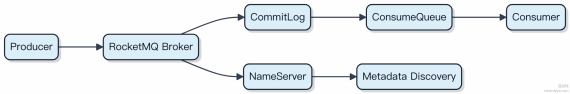 Producer
RocketMQ Broker
CommitLog
ConsumeQueue
Consumer
NameServer
Metadata Discovery